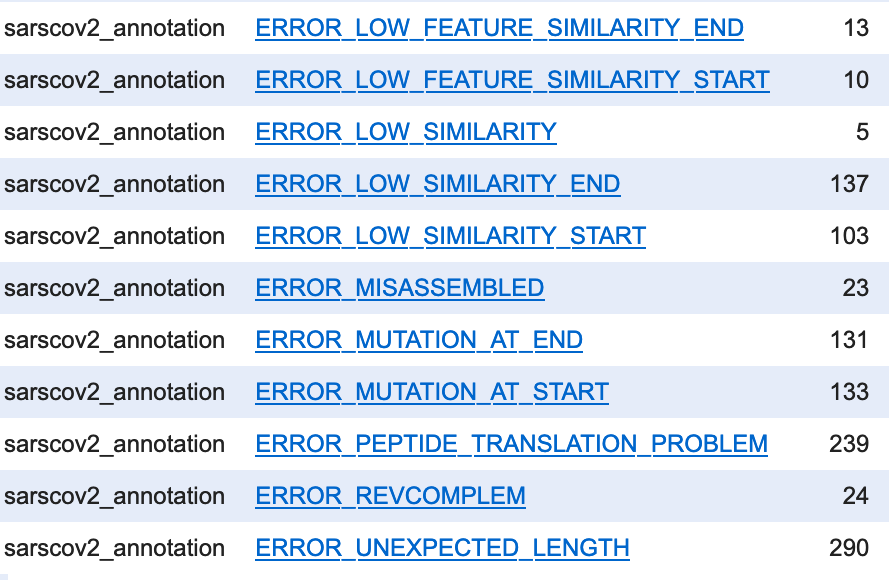 sarscov2_annotation ERROR_LOW_FEATURE_SIMILARITY_END 13
sarscov2_annotation ERROR_LOW_FEATURE_SIMILARITY_START 10
sarscov2_annotation ERROR_LOW_SIMILARITY 5
sarscov2_annotation ERROR_LOW_SIMILARITY_END 137
sarscov2_annotation ERROR_LOW_SIMILARITY_START 103
sarscov2_annotation ERROR_MISASSEMBLED 23
sarscov2_annotation ERROR_MUTATION_AT_END 131
sarscov2_annotation ERROR_MUTATION_AT_START 133
sarscov2_annotation ERROR_PEPTIDE_TRANSLATION_PROBLEM 239
sarscov2_annotation ERROR_REVCOMPLEM 24
sarscov2_annotation ERROR_UNEXPECTED_LENGTH 290